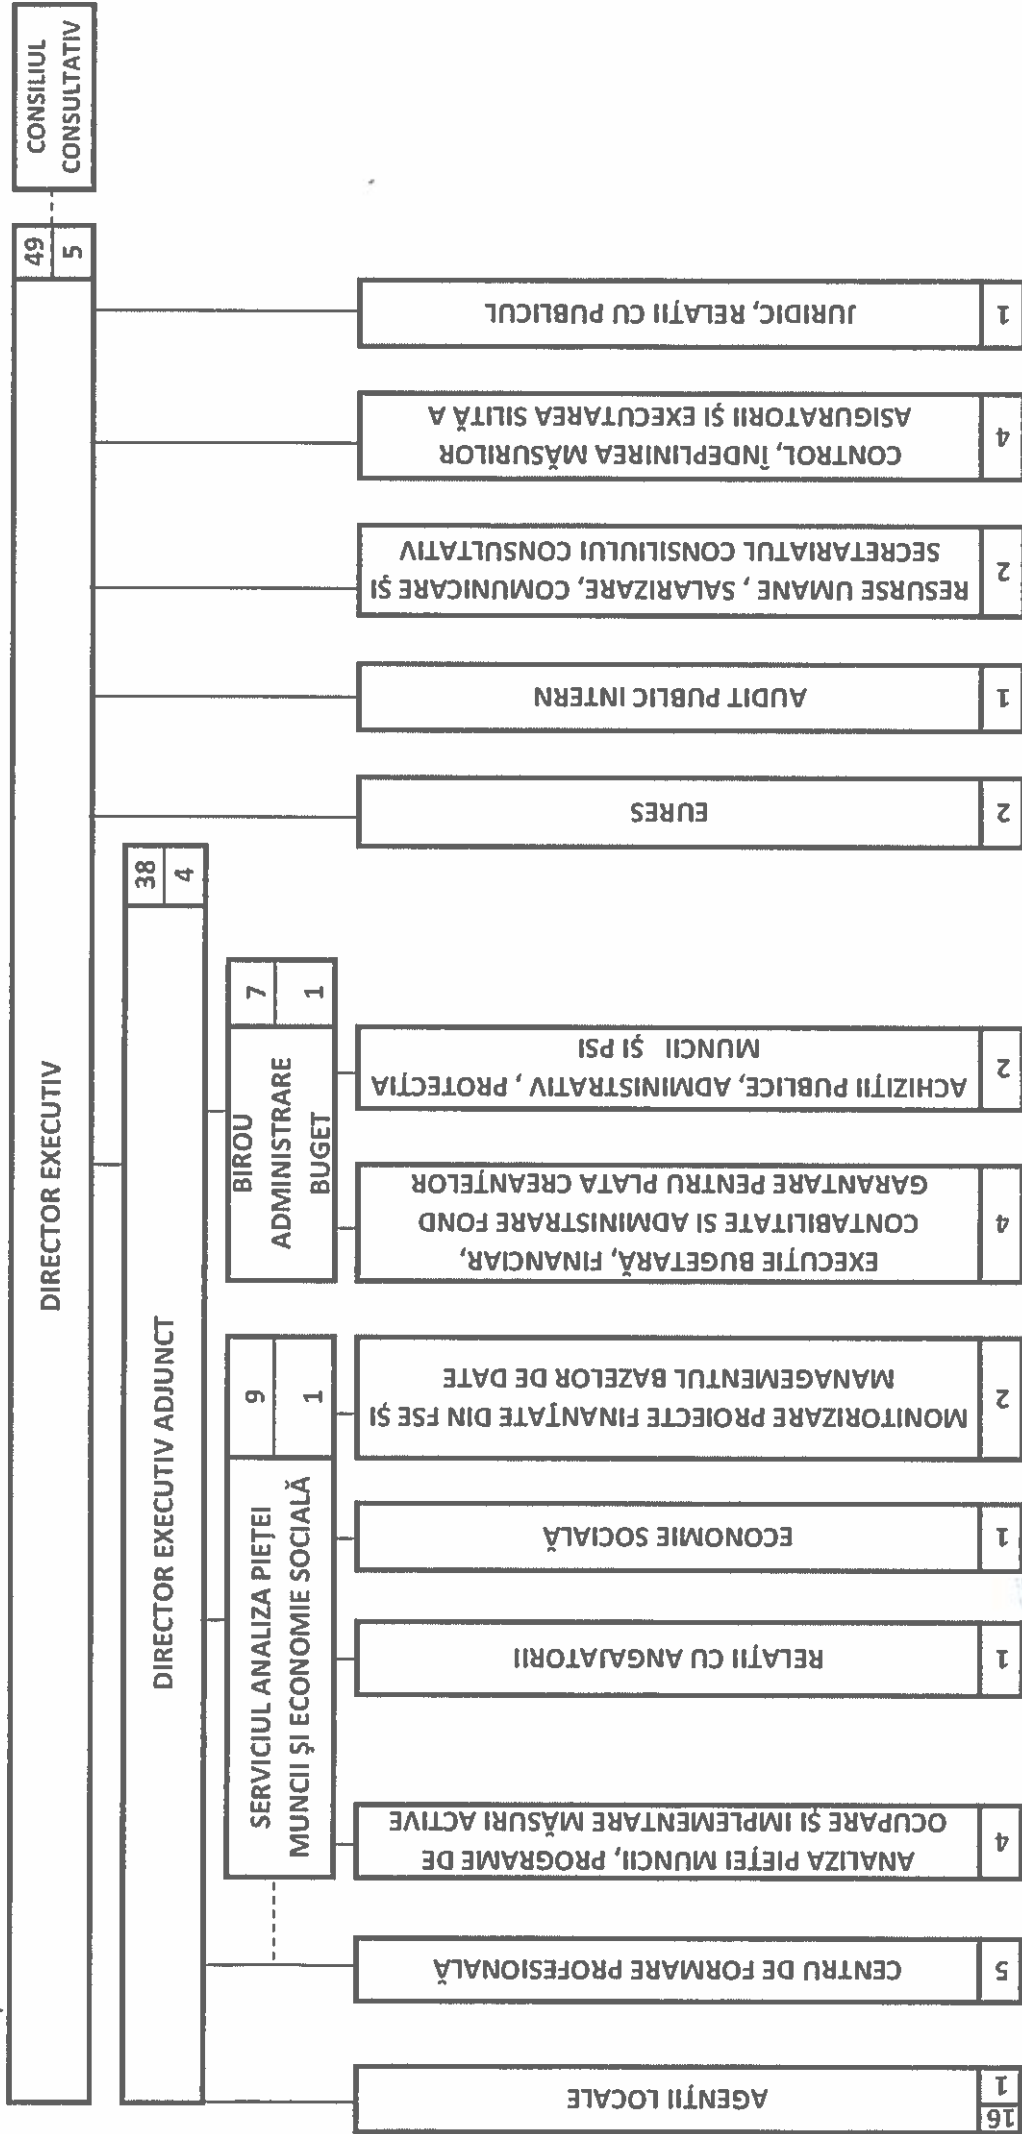 CONSILIUL
CONSULTATIV
DIRECTOR EXECUTIV
49
5
DIRECTOR EXECUTIV ADJUNCT
38
4
SERVICIUL ANALIZA PIEȚEI
MUNCII ȘI ECONOMIE SOCIALĂ
9
1
BIROU
ADMINISTRARE
BUGET
7
1
AGENȚII LOCALE
16
1
CENTRU DE FORMARE PROFESIONALĂ
5
ANALIZA PIEȚEI MUNCII, PROGRAME DE
OCUPARE ȘI IMPLEMENTARE MĂSURI ACTIVE
4
RELAȚII CU ANGAJATORII
1
ECONOMIE SOCIALĂ
1
MONITORIZARE PROIECTE FINANȚATE DIN FSE ȘI
MANAGEMENTUL BAZELOR DE DATE
2
EXECUȚIE BUGETARĂ, FINANCIAR,
CONTABILITATE SI ADMINISTRARE FOND
GARANTARE PENTRU PLATA CREANȚELOR
4
ACHIZIȚII PUBLICE, ADMINISTRATIV , PROTECȚIA
MUNCII ȘI PSI
2
EURES
2
AUDIT PUBLIC INTERN
1
RESURSE UMANE , SALARIZARE, COMUNICARE ȘI
SECRETARIATUL CONSILIULUI CONSULTATIV
2
CONTROL, ÎNDEPLINIREA MĂSURILOR
ASIGURATORII ȘI EXECUTAREA SILITĂ A
4
JURIDIC, RELAȚII CU PUBLICUL
1